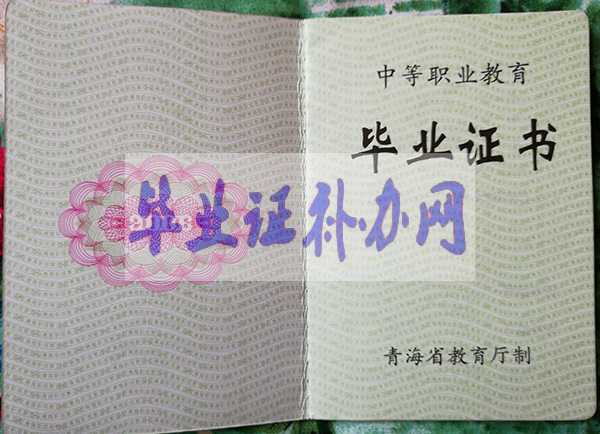 中等职业教育
毕业证书
毕业证补办网
青海省教育厅制